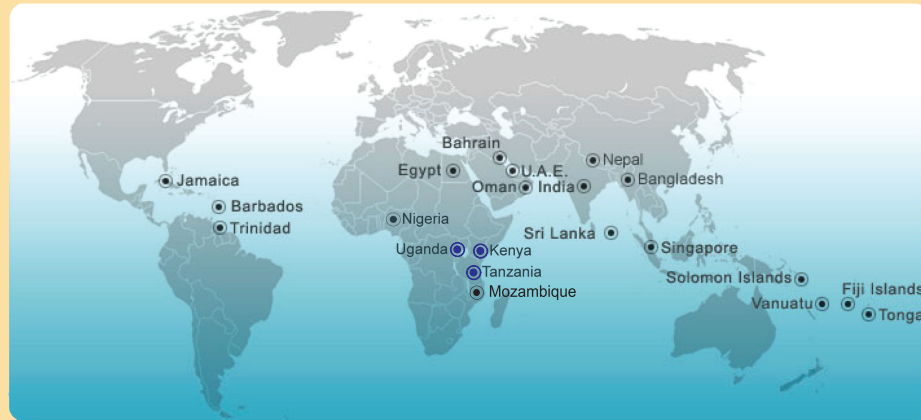 Bahrain
Nepal
Egypt
U.A.E.
Jamaica
Bangladesh
Oman
India
Barbados
Nigeria
Trinidad
Sri Lanka
Uganda
Kenya
Singapore
Tanzania
Solomon Islands
Mozambique
Fiji Islands
Vanuatu
Tonga